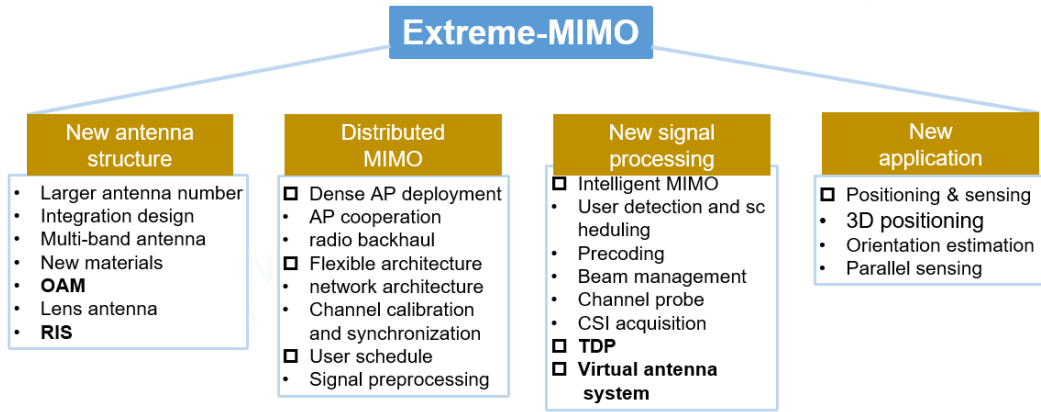 Extreme-MIMO
New antenna
structure
• Larger antenna number
• Integration design
• Multi-band antenna
• New materials
• OAM
• Lens antenna
• RIS
Distributed
MIMO
☐ Dense AP deployment
• AP cooperation
• radio backhaul
☐ Flexible architecture
• network architecture
• Channel calibration
and synchronization
☐ User schedule
• Signal preprocessing
New signal
processing
☐ Intelligent MIMO
• User detection and sc
heduling
• Precoding
• Beam management
• Channel probe
• CSI acquisition
☐ TDP
☐ Virtual antenna
system
New
application
☐ Positioning & sensing
• 3D positioning
• Orientation estimation
• Parallel sensing